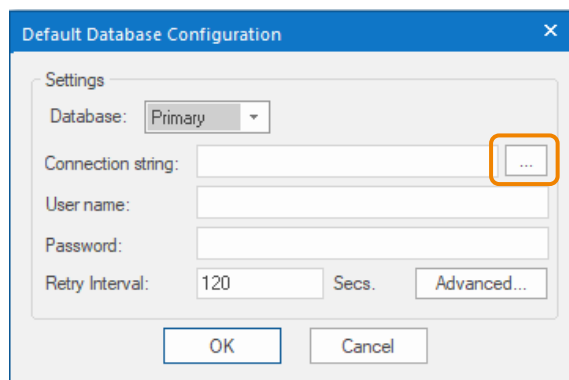 Default Database Configuration
Settings
Database: Primary
Connection string: ...
User name:
Password:
Retry Interval: 120 Secs. Advanced...
OK Cancel